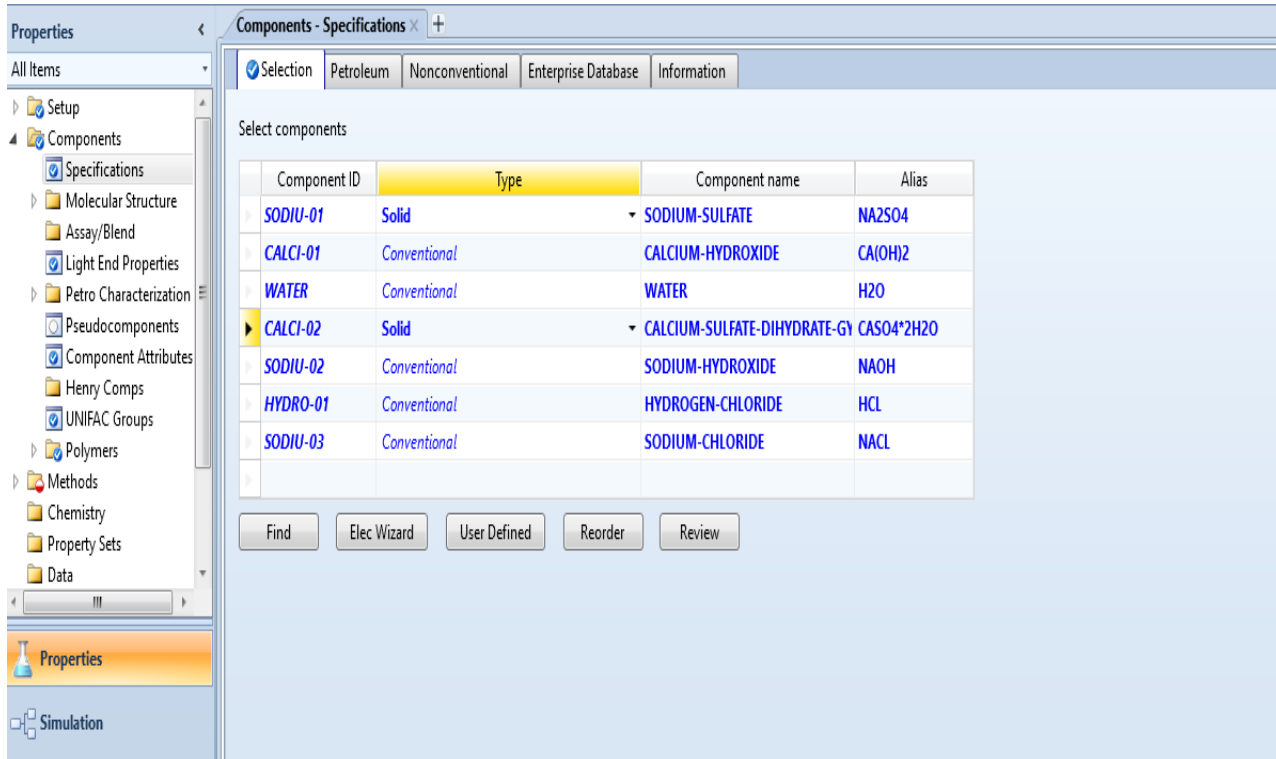 Properties
All Items
Setup
Components
Specifications
Molecular Structure
Assay/Blend
Light End Properties
Petro Characterization
Pseudocomponents
Component Attributes
Henry Comps
UNIFAC Groups
Polymers
Methods
Chemistry
Property Sets
Data
Properties
Simulation
Components - Specifications
Selection Petroleum Nonconventional Enterprise Database Information
Select components
Component ID Type Component name Alias
SODIU-01 Solid SODIUM-SULFATE NA2SO4
CALCI-01 Conventional CALCIUM-HYDROXIDE CA(OH)2
WATER Conventional WATER H2O
CALCI-02 Solid CALCIUM-SULFATE-DIHYDRATE-GY CASO4*2H2O
SODIU-02 Conventional SODIUM-HYDROXIDE NAOH
HYDRO-01 Conventional HYDROGEN-CHLORIDE HCL
SODIU-03 Conventional SODIUM-CHLORIDE NACL
Find Elec Wizard User Defined Reorder Review